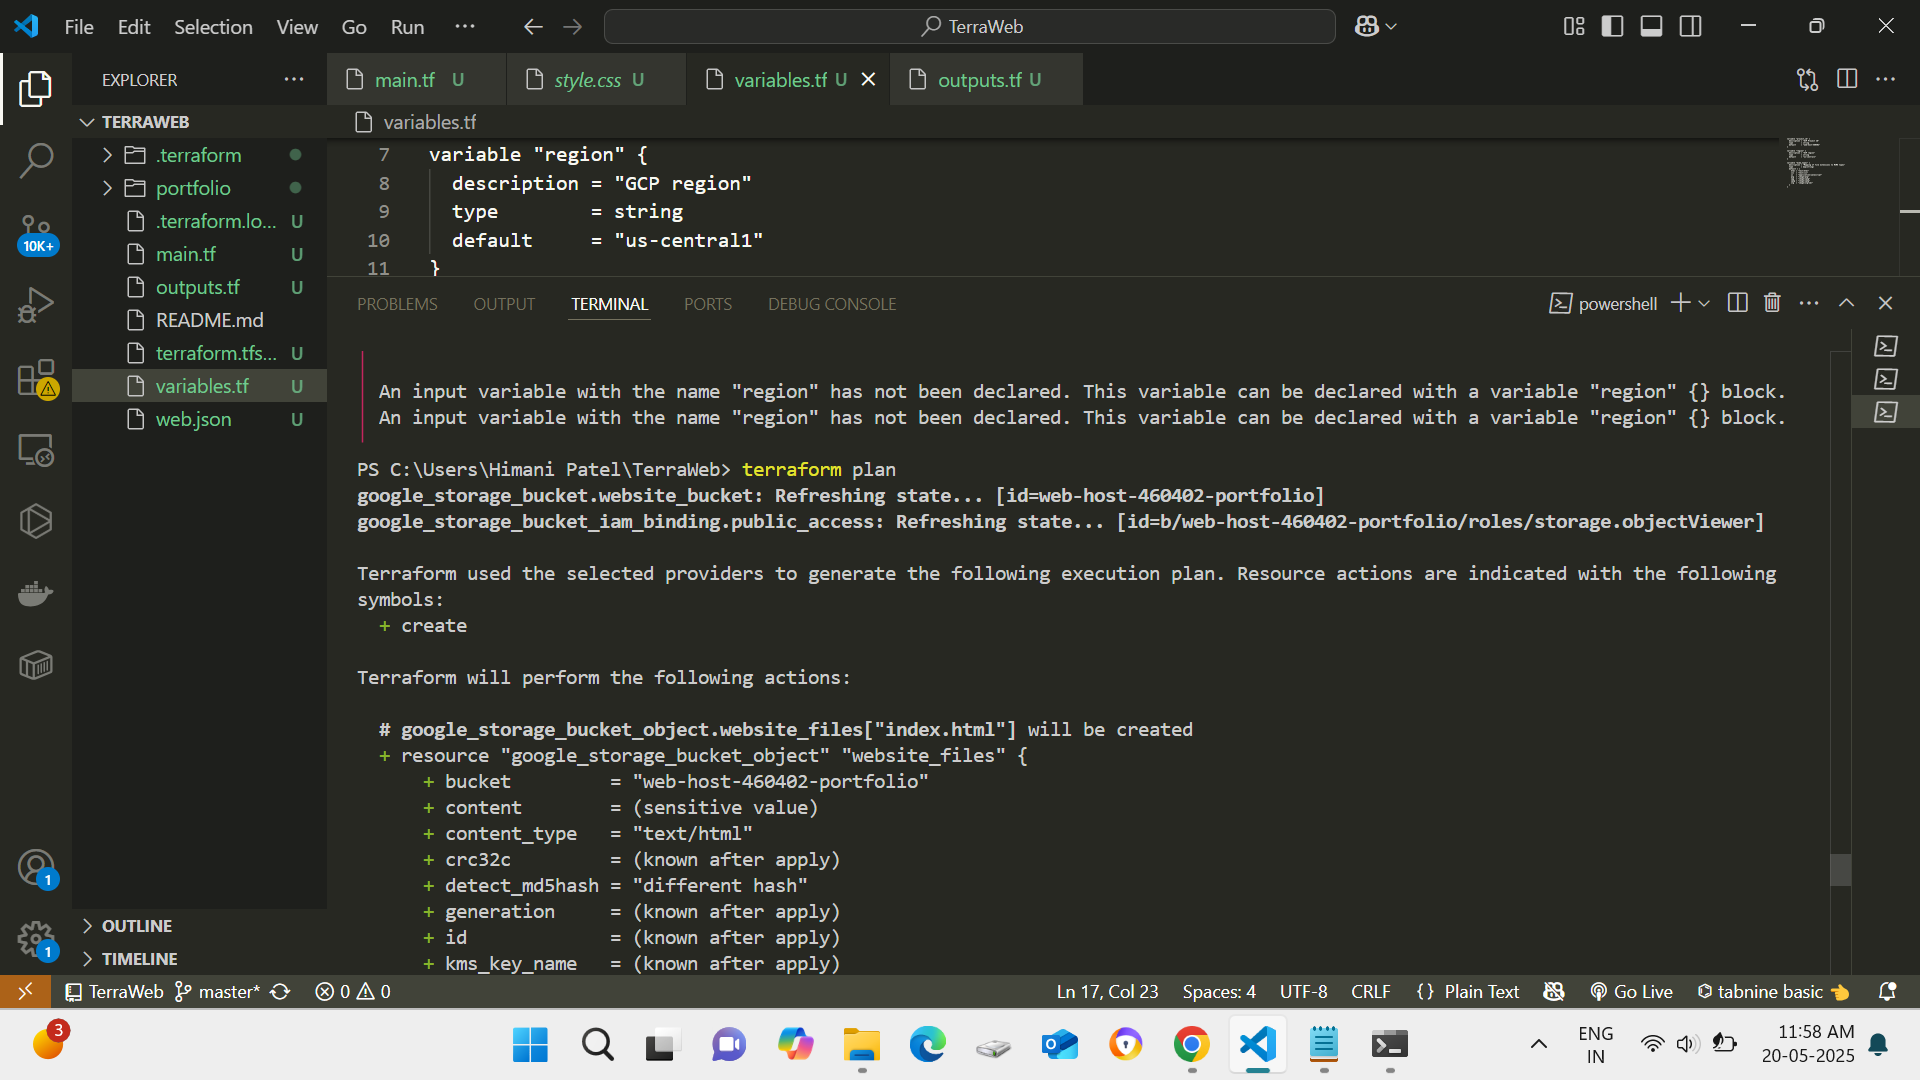 File Edit Selection View Go Run ···
TerraWeb
EXPLORER ···
main.tf U
style.css U
variables.tf U
outputs.tf U
TERRAWEB
.terraform
portfolio
.terraform.lo... U
main.tf U
outputs.tf U
README.md
terraform.tfs... U
variables.tf U
web.json U
OUTLINE
TIMELINE
10K+
1
1
variables.tf
7 variable "region" {
8 description = "GCP region"
9 type = string
10 default = "us-central1"
11 }
PROBLEMS OUTPUT TERMINAL PORTS DEBUG CONSOLE
powershell
An input variable with the name "region" has not been declared. This variable can be declared with a variable "region" {} block.
An input variable with the name "region" has not been declared. This variable can be declared with a variable "region" {} block.
PS C:\Users\Himani Patel\TerraWeb> terraform plan
google_storage_bucket.website_bucket: Refreshing state... [id=web-host-460402-portfolio]
google_storage_bucket_iam_binding.public_access: Refreshing state... [id=b/web-host-460402-portfolio/roles/storage.objectViewer]
Terraform used the selected providers to generate the following execution plan. Resource actions are indicated with the following
symbols:
+ create
Terraform will perform the following actions:
# google_storage_bucket_object.website_files["index.html"] will be created
+ resource "google_storage_bucket_object" "website_files" {
+ bucket = "web-host-460402-portfolio"
+ content = (sensitive value)
+ content_type = "text/html"
+ crc32c = (known after apply)
+ detect_md5hash = "different hash"
+ generation = (known after apply)
+ id = (known after apply)
+ kms_key_name = (known after apply)
TerraWeb master* 0 0
Ln 17, Col 23 Spaces: 4 UTF-8 CRLF {} Plain Text Go Live tabnine basic
3
ENG
IN
11:58 AM
20-05-2025